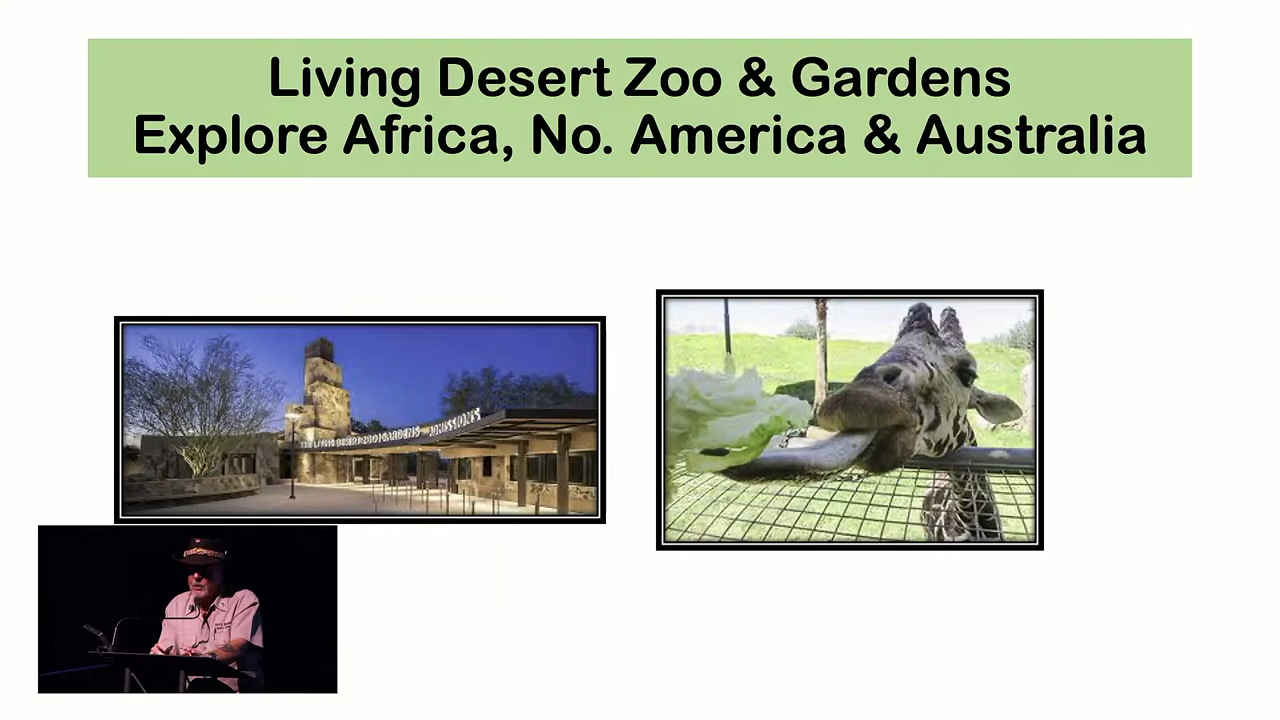 Living Desert Zoo & Gardens
Explore Africa, No. America & Australia
THE LIVING DESERT ZOO | GARDENS - ADMISSIONS